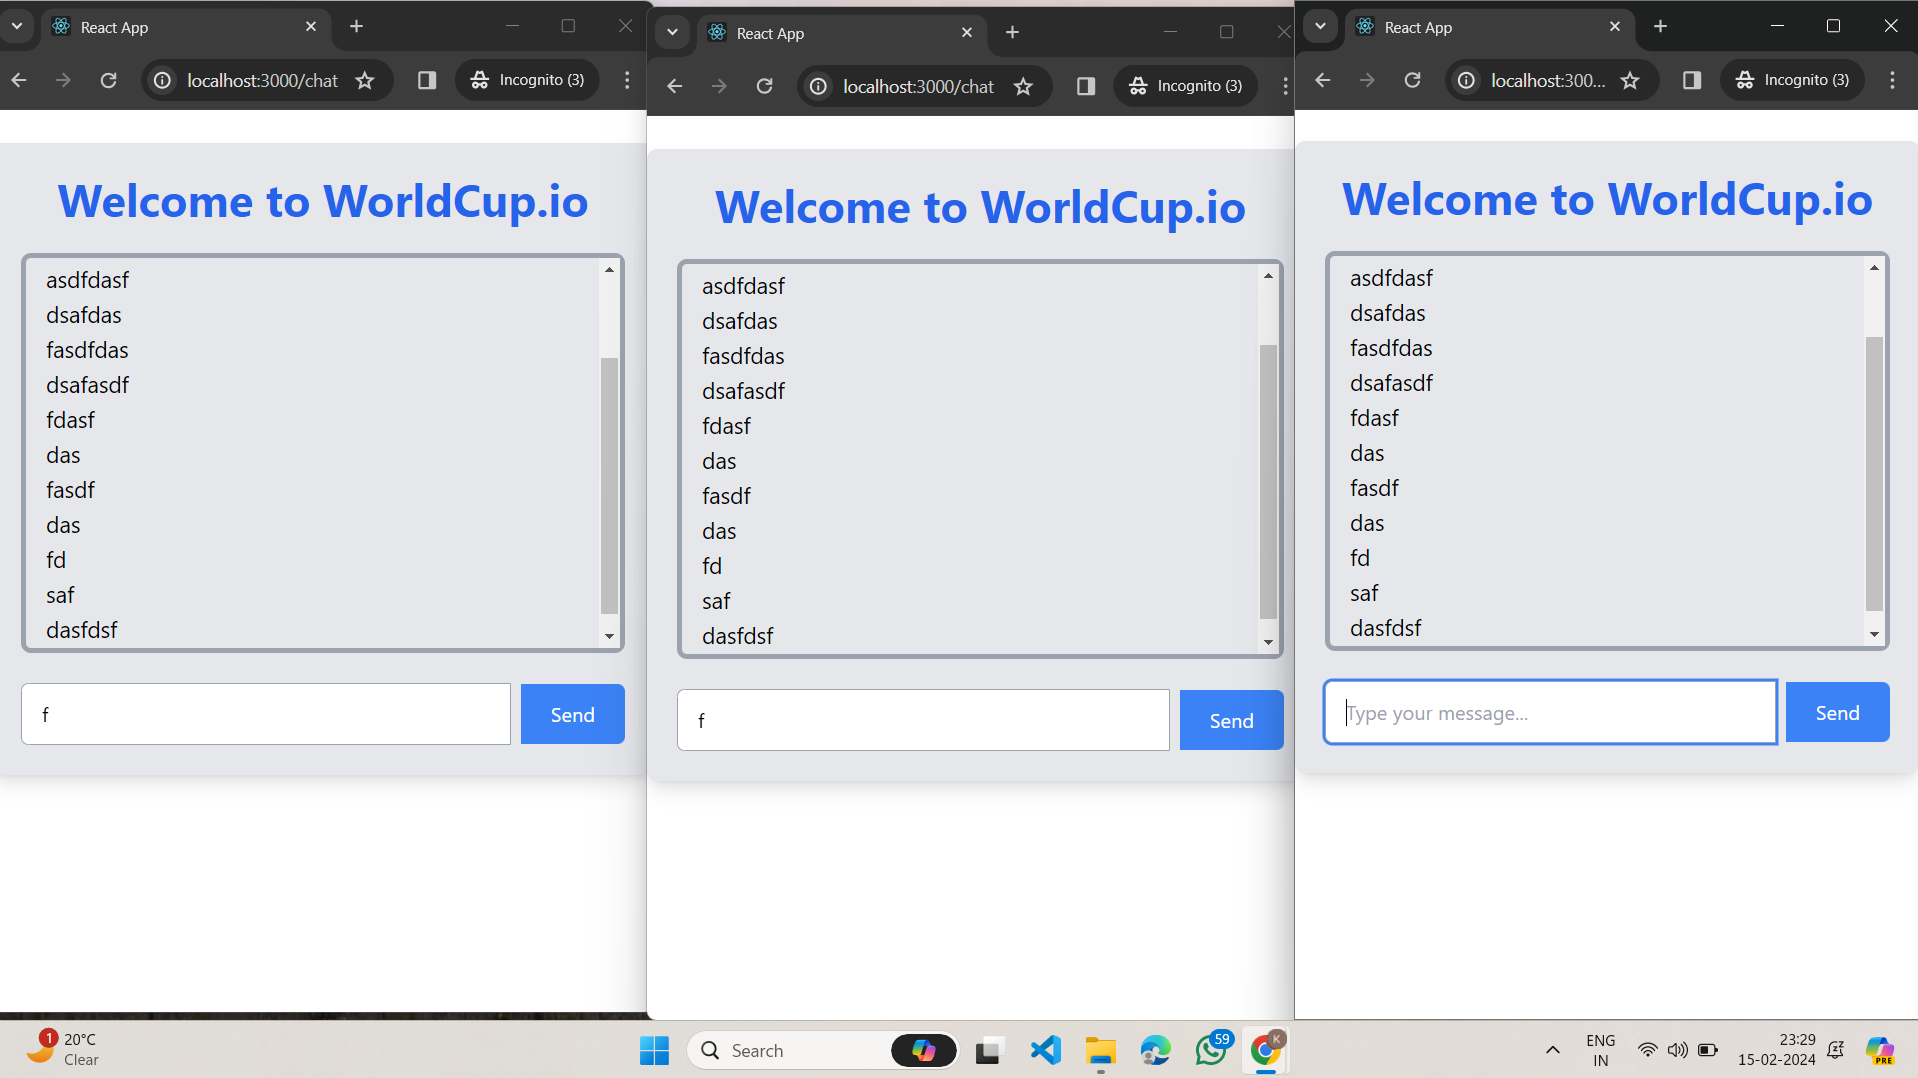 React App
localhost:3000/chat
Incognito (3)
Welcome to WorldCup.io
asdfdasf
dsafdas
fasdfdas
dsafasdf
fdasf
das
fasdf
das
fd
saf
dasfdsf
f
Send
React App
localhost:3000/chat
Incognito (3)
Welcome to WorldCup.io
asdfdasf
dsafdas
fasdfdas
dsafasdf
fdasf
das
fasdf
das
fd
saf
dasfdsf
f
Send
React App
localhost:300...
Incognito (3)
Welcome to WorldCup.io
asdfdasf
dsafdas
fasdfdas
dsafasdf
fdasf
das
fasdf
das
fd
saf
dasfdsf
Type your message...
Send
1
20°C
Clear
Search
59
K
ENG
IN
23:29
15-02-2024
PRE